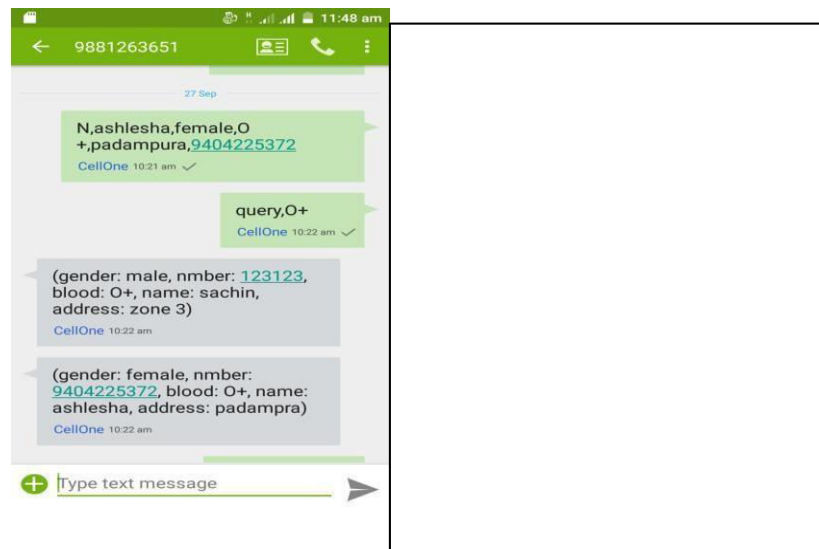 11:48 am
9881263651
27 Sep
N,ashlesha,female,O
+,padampura,9404225372
CellOne 10:21 am
query,O+
CellOne 10:22 am
(gender: male, nmber: 123123,
blood: O+, name: sachin,
address: zone 3)
CellOne 10:22 am
(gender: female, nmber:
9404225372, blood: O+, name:
ashlesha, address: padampra)
CellOne 10:22 am
Type text message